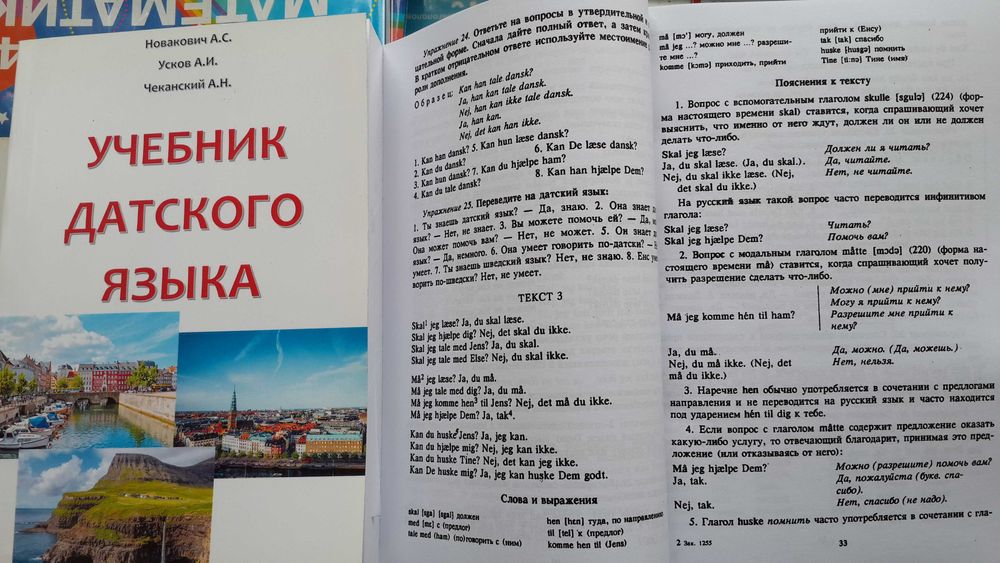 МАТЕМАТИК
Новакович А.С.
Усков А.И.
Чеканский А.Н.
УЧЕБНИК
ДАТСКОГО
ЯЗЫКА
Упражнение 24. Ответьте на вопросы в утвердительной и
цательной форме. Сначала дайте полный ответ, а затем
В кратком отрицательном ответе используйте местоимение
роли дополнения.
Образец: Kan han tale dansk?
Ja, han kan tale dansk.
Nej, han kan ikke tale dansk.
Ja, han kan.
Nej, det kan han ikke.
1. Kan han dansk? 5. Kan hun læse dansk?
2. Kan du dansk? 6. Kan De læse dansk?
3. Kan hun dansk? 7. Kan du hjælpe ham?
4. Kan du tale dansk? 8. Kan han hjælpe Dem?
Упражнение 25. Переведите на датский язык:
1. Ты знаешь датский язык? — Да, знаю. 2. Она знает
язык? — Нет, не знает. 3. Вы можете помочь ей? — Да,
Она может помочь вам? — Нет, не может. 5. Он знает
язык? — Да, немного. 6. Она умеет говорить по-датски? —
умеет. 7. Ты знаешь шведский язык? Нет, не знаю. 8. Енс
ворить по-шведски? Нет, не умеет.
ТЕКСТ 3
Skal¹ jeg læse? Ja, du skal læse.
Skal jeg hjælpe dig? Nej, det skal du ikke.
Skal jeg tale med Jens? Ja, du skal.
Skal jeg tale med Else? Nej, du skal ikke.
Må² jeg læse? Ja, du må.
Må jeg tale med dig? Ja, du må.
Må jeg komme hen³ til Jens? Nej, det må du ikke.
Må jeg hjælpe Dem? Ja, tak⁴.
Kan du huske⁵ Jens? Ja, jeg kan.
Kan du hjælpe mig? Nej, jeg kan ikke.
Kan du huske Tine? Nej, det kan jeg ikke.
Kan De huske mig? Ja, jeg kan huske Dem godt.
Слова и выражения
skal [sga] [sgal] должен
med [mɛ] с (предлог)
tale med (ham) (по)говорить с (ним)
hen [hɛn] туда, по направлению
til [tel] к (предлог)
komme hen til (Jens)
må [mɔ'] могу, должен
må jeg ...? можно мне ...? разреши-
те мне ...?
komme [kɔmə] приходить, прийти
прийти к (Енсу)
tak [tak] спасибо
huske [husgə] помнить
Tine [ti:nə] Тине (имя)
Пояснения к тексту
1. Вопрос с вспомогательным глаголом skulle [sgulə] (224) (фор-
ма настоящего времени skal) ставится, когда спрашивающий хочет
выяснить, что именно от него ждут, должен ли он или не должен
делать что-либо.
Skal jeg læse? Должен ли я читать?
Ja, du skal læse. (Ja, du skal.). Да, читайте.
Nej, du skal ikke læse. (Nej, Нет, не читайте.
det skal du ikke.)
На русский язык такой вопрос часто переводится инфинитивом
глагола:
Skal jeg læse? Читать?
Skal jeg hjælpe Dem? Помочь вам?
2. Вопрос с модальным глаголом måtte [mɔdə] (220) (форма на-
стоящего времени må) ставится, когда спрашивающий хочет полу-
чить разрешение сделать что-либо.
Må jeg komme hén til ham?
Можно (мне) прийти к нему?
Могу я прийти к нему?
Разрешите мне прийти к
нему?
Ja, du må. Да, можно. (Да, можешь.)
Nej, du må ikke. (Nej, det Нет, нельзя.
må du ikke.)
3. Наречие hen обычно употребляется в сочетании с предлогами
направления и не переводится на русский язык и часто находится
под ударением hén til dig к тебе.
4. Если вопрос с глаголом måtte содержит предложение оказать
какую-либо услугу, то отвечающий благодарит, принимая это пред-
ложение (или отказываясь от него):
Må jeg hjælpe Dem? Можно (разрешите) помочь вам?
Ja, tak. Да, пожалуйста (букв. спа-
сибо).
Nej, tak. Нет, спасибо (не надо).
5. Глагол huske помнить часто употребляется в сочетании с гла-
2 Зак. 1255
33